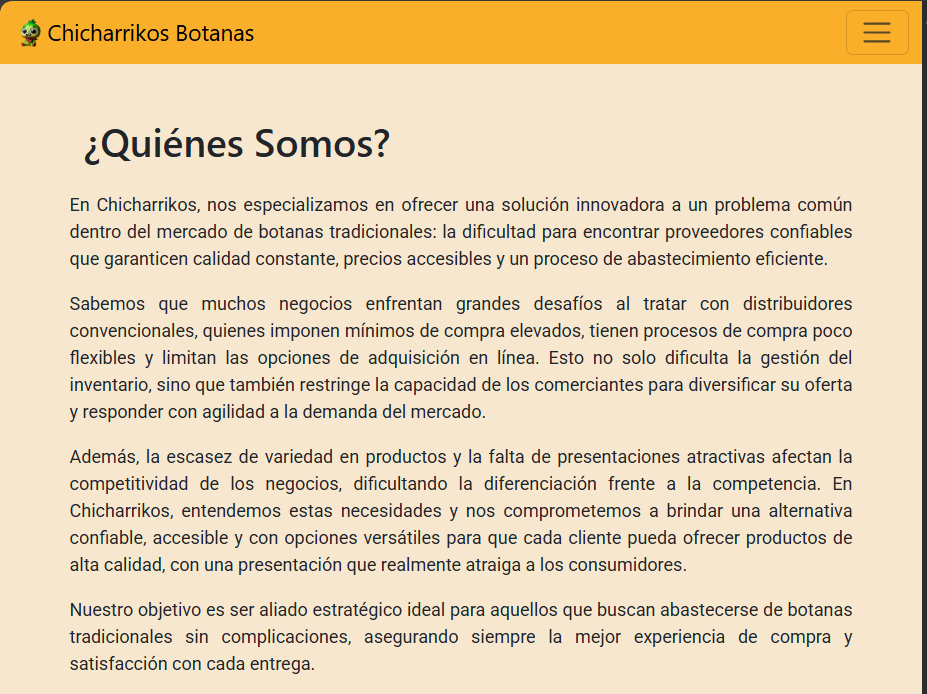 Chicharrikos Botanas
¿Quiénes Somos?
En Chicharrikos, nos especializamos en ofrecer una solución innovadora a un problema común
dentro del mercado de botanas tradicionales: la dificultad para encontrar proveedores confiables
que garanticen calidad constante, precios accesibles y un proceso de abastecimiento eficiente.
Sabemos que muchos negocios enfrentan grandes desafíos al tratar con distribuidores
convencionales, quienes imponen mínimos de compra elevados, tienen procesos de compra poco
flexibles y limitan las opciones de adquisición en línea. Esto no solo dificulta la gestión del
inventario, sino que también restringe la capacidad de los comerciantes para diversificar su oferta
y responder con agilidad a la demanda del mercado.
Además, la escasez de variedad en productos y la falta de presentaciones atractivas afectan la
competitividad de los negocios, dificultando la diferenciación frente a la competencia. En
Chicharrikos, entendemos estas necesidades y nos comprometemos a brindar una alternativa
confiable, accesible y con opciones versátiles para que cada cliente pueda ofrecer productos de
alta calidad, con una presentación que realmente atraiga a los consumidores.
Nuestro objetivo es ser aliado estratégico ideal para aquellos que buscan abastecerse de botanas
tradicionales sin complicaciones, asegurando siempre la mejor experiencia de compra y
satisfacción con cada entrega.